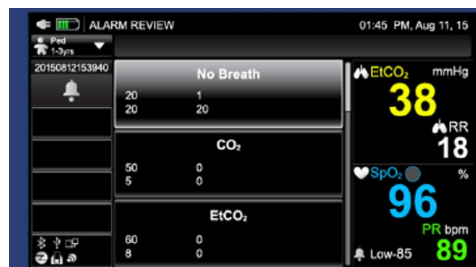 ALARM REVIEW
01:45 PM, Aug 11, 15
Ped
1-3yrs
20150812153940
No Breath
20 1
20 20
CO₂
50 0
5 0
EtCO₂
60 0
8 0
EtCO₂ mmHg
38
RR
18
SpO₂ %
96
PR bpm
Low-85 89